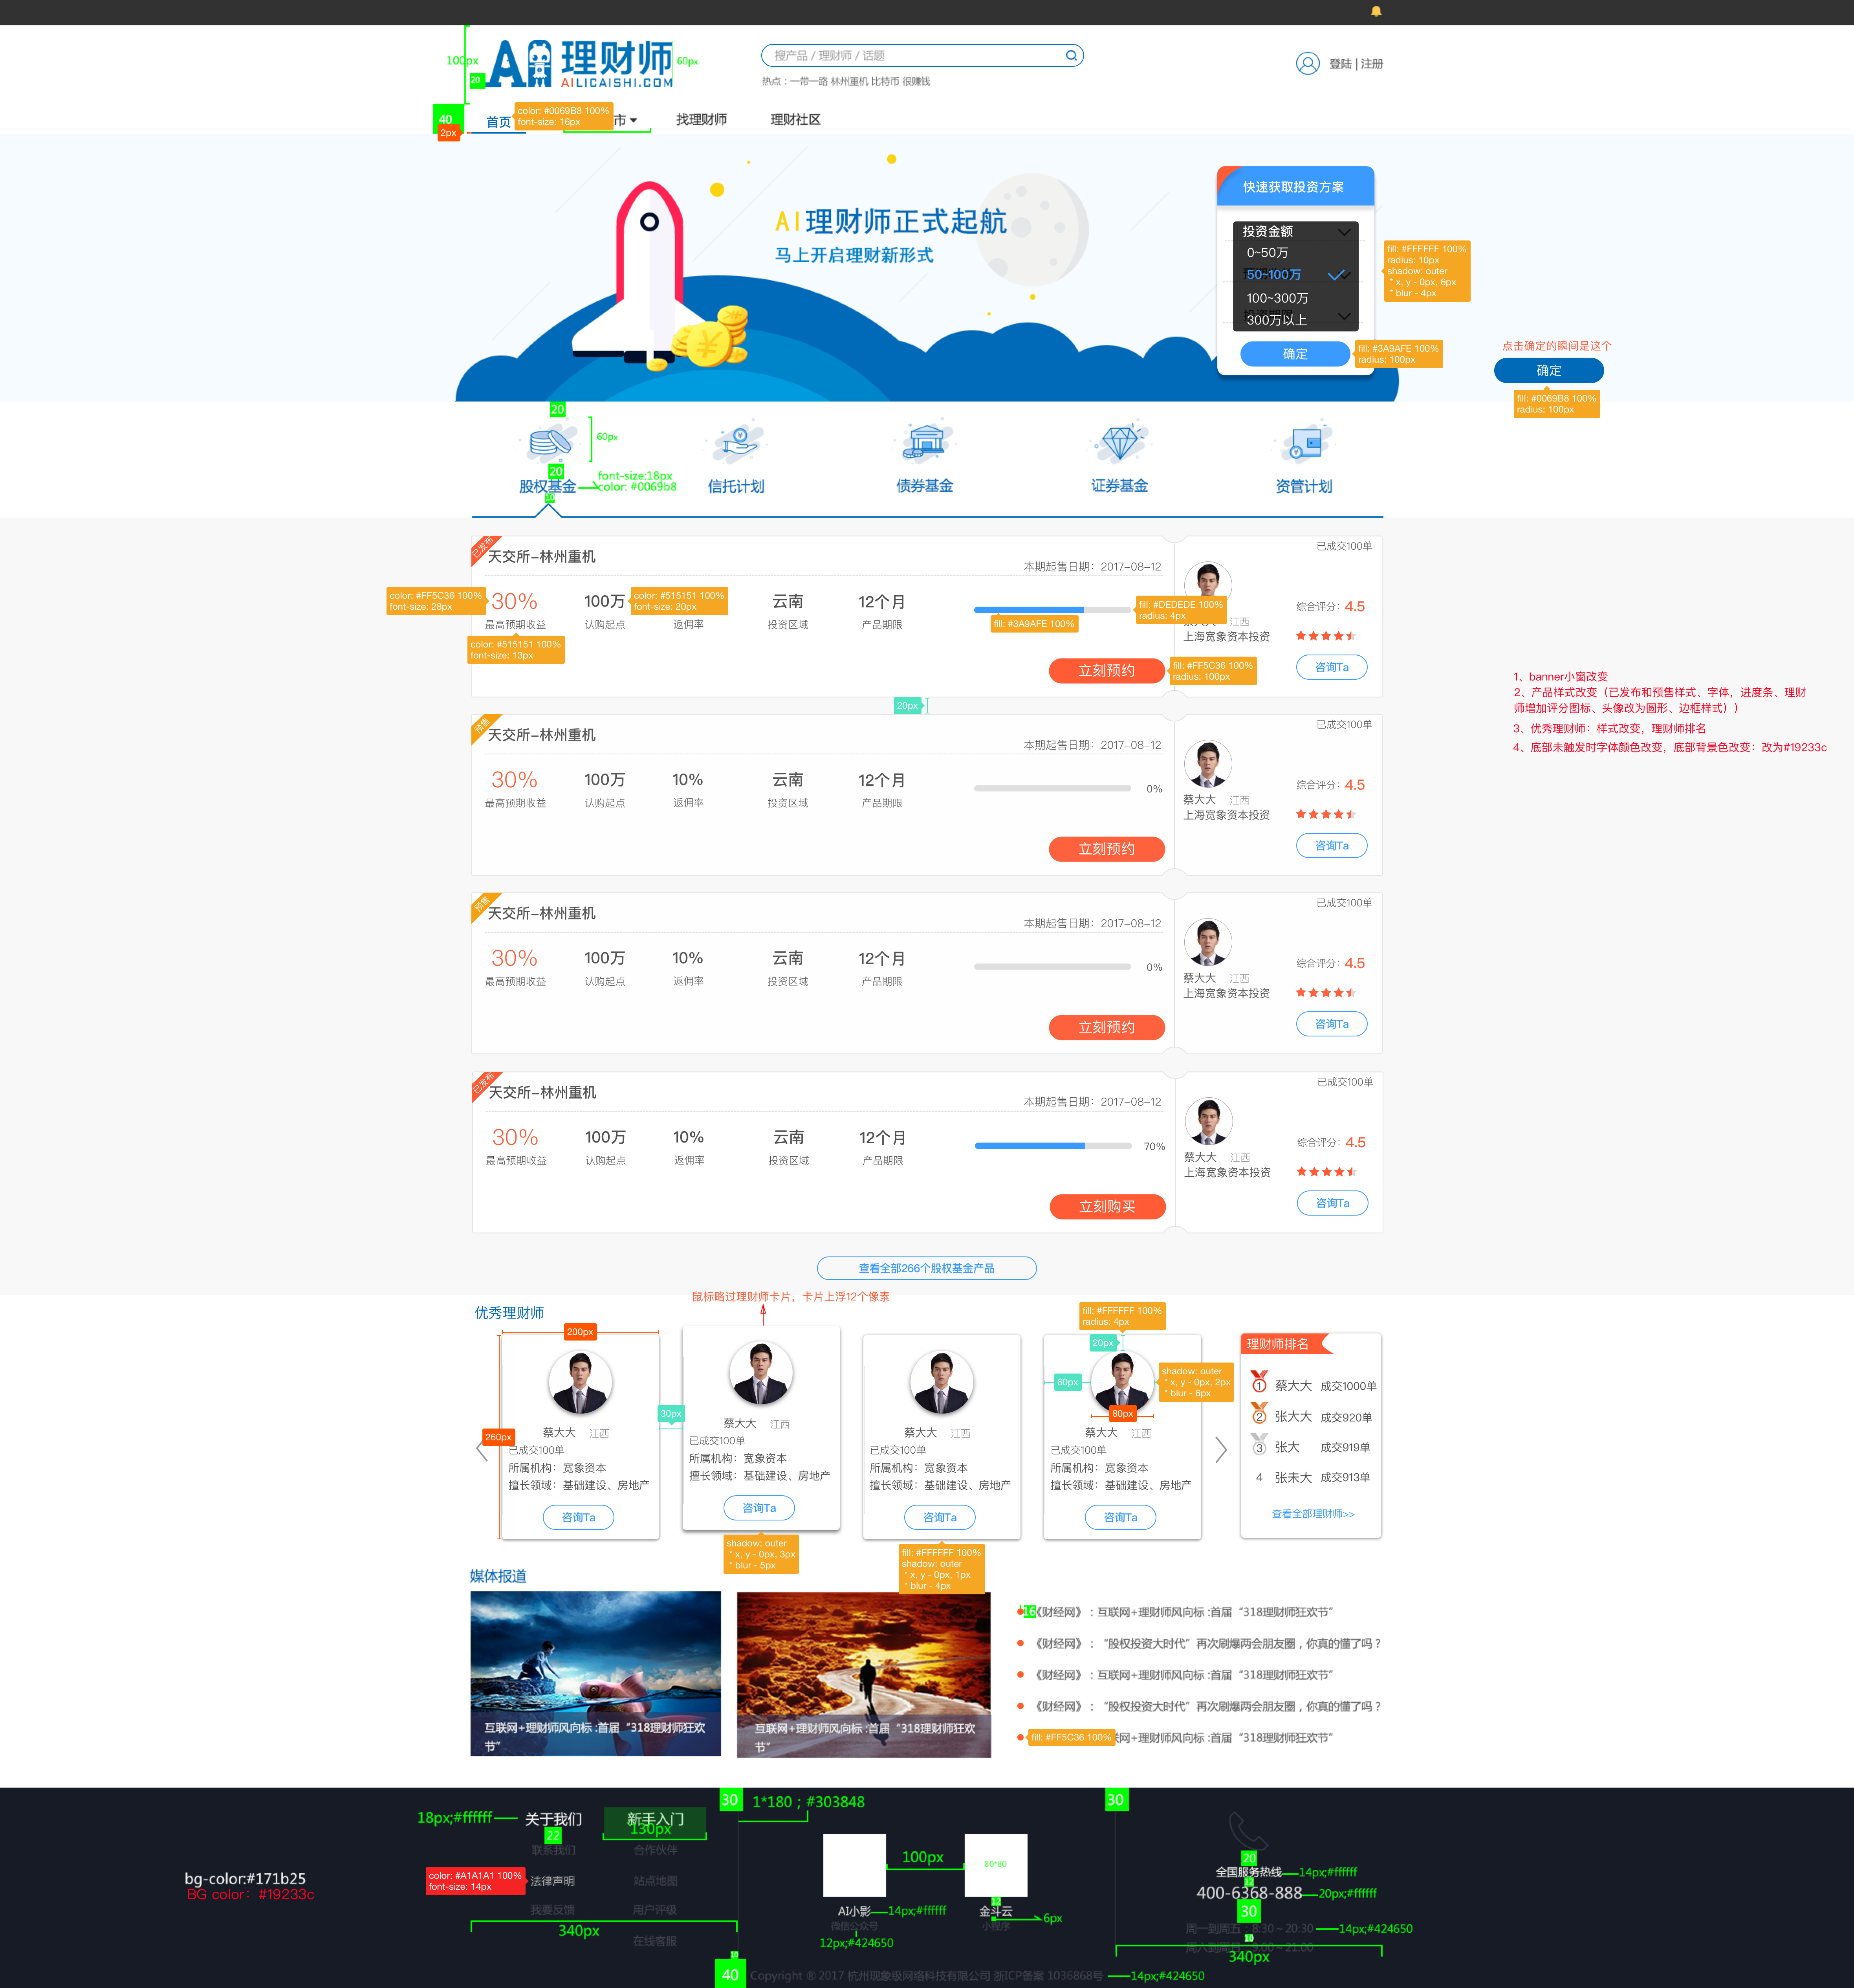 100px
20
AI理财师
AILICAISHI.COM
60px
搜产品 / 理财师 / 话题
热点：一带一路 林州重机 比特币 很赚钱
登陆 | 注册
40
2px
首页
color: #0069B8 100%
font-size: 16px
市
找理财师
理财社区
AI理财师正式起航
马上开启理财新形式
快速获取投资方案
投资金额
0~50万
50~100万
100~300万
300万以上
确定
fill: #FFFFFF 100%
radius: 10px
shadow: outer
* x, y - 0px, 6px
* blur - 4px
fill: #3A9AFE 100%
radius: 100px
点击确定的瞬间是这个
确定
fill: #0069B8 100%
radius: 100px
20
60px
20
font-size:18px
color: #0069b8
10
股权基金
信托计划
债券基金
证券基金
资管计划
已发布
天交所-林州重机
本期起售日期：2017-08-12
已成交100单
color: #FF5C36 100%
font-size: 28px
30%
100万
color: #515151 100%
font-size: 20px
云南
12个月
最高预期收益
认购起点
返佣率
投资区域
产品期限
color: #515151 100%
font-size: 13px
fill: #3A9AFE 100%
fill: #DEDEDE 100%
radius: 4px
江西
上海宽象资本投资
综合评分：4.5
立刻预约
fill: #FF5C36 100%
radius: 100px
咨询Ta
20px
预售
天交所-林州重机
本期起售日期：2017-08-12
已成交100单
30%
100万
10%
云南
12个月
0%
最高预期收益
认购起点
返佣率
投资区域
产品期限
蔡大大 江西
上海宽象资本投资
综合评分：4.5
立刻预约
咨询Ta
1、banner小窗改变
2、产品样式改变（已发布和预售样式、字体，进度条、理财
师增加评分图标、头像改为圆形、边框样式））
3、优秀理财师：样式改变，理财师排名
4、底部未触发时字体颜色改变，底部背景色改变：改为#19233c
预售
天交所-林州重机
本期起售日期：2017-08-12
已成交100单
30%
100万
10%
云南
12个月
0%
最高预期收益
认购起点
返佣率
投资区域
产品期限
蔡大大 江西
上海宽象资本投资
综合评分：4.5
立刻预约
咨询Ta
已发布
天交所-林州重机
本期起售日期：2017-08-12
已成交100单
30%
100万
10%
云南
12个月
70%
最高预期收益
认购起点
返佣率
投资区域
产品期限
蔡大大 江西
上海宽象资本投资
综合评分：4.5
立刻购买
咨询Ta
查看全部266个股权基金产品
优秀理财师
鼠标略过理财师卡片，卡片上浮12个像素
200px
260px
蔡大大 江西
已成交100单
所属机构：宽象资本
擅长领域：基础建设、房地产
咨询Ta
30px
蔡大大 江西
已成交100单
所属机构：宽象资本
擅长领域：基础建设、房地产
咨询Ta
shadow: outer
* x, y - 0px, 3px
* blur - 5px
蔡大大 江西
已成交100单
所属机构：宽象资本
擅长领域：基础建设、房地产
咨询Ta
fill: #FFFFFF 100%
shadow: outer
* x, y - 0px, 1px
* blur - 4px
fill: #FFFFFF 100%
radius: 4px
20px
60px
80px
shadow: outer
* x, y - 0px, 2px
* blur - 6px
蔡大大 江西
已成交100单
所属机构：宽象资本
擅长领域：基础建设、房地产
咨询Ta
理财师排名
1 蔡大大 成交1000单
2 张大大 成交920单
3 张大 成交919单
4 张未大 成交913单
查看全部理财师>>
媒体报道
互联网+理财师风向标 :首届“318理财师狂欢
节”
互联网+理财师风向标 :首届“318理财师狂欢
节”
16
《财经网》：互联网+理财师风向标 :首届“318理财师狂欢节”
《财经网》：“股权投资大时代”再次刷爆两会朋友圈，你真的懂了吗？
《财经网》：互联网+理财师风向标 :首届“318理财师狂欢节”
《财经网》：“股权投资大时代”再次刷爆两会朋友圈，你真的懂了吗？
fill: #FF5C36 100%
联网+理财师风向标 :首届“318理财师狂欢节”
18px;#ffffff
关于我们
新手入门
22
130px
联系我们
合作伙伴
color: #A1A1A1 100%
font-size: 14px
法律声明
站点地图
我要反馈
用户评级
340px
在线客服
bg-color:#171b25
BG color：#19233c
30
1*180；#303848
100px
80*80
AI小影
14px;#ffffff
微信公众号
12px;#424650
12
金斗云
小程序
6px
30
20
全国服务热线
14px;#ffffff
12
400-6368-888
20px;#ffffff
30
周一到周五：8:30 ~ 20:30
14px;#424650
10
周六到周日：9:00 ~ 21:00
340px
10
40
Copyright ® 2017 杭州现象级网络科技有限公司 浙ICP备案 1036868号
14px;#424650